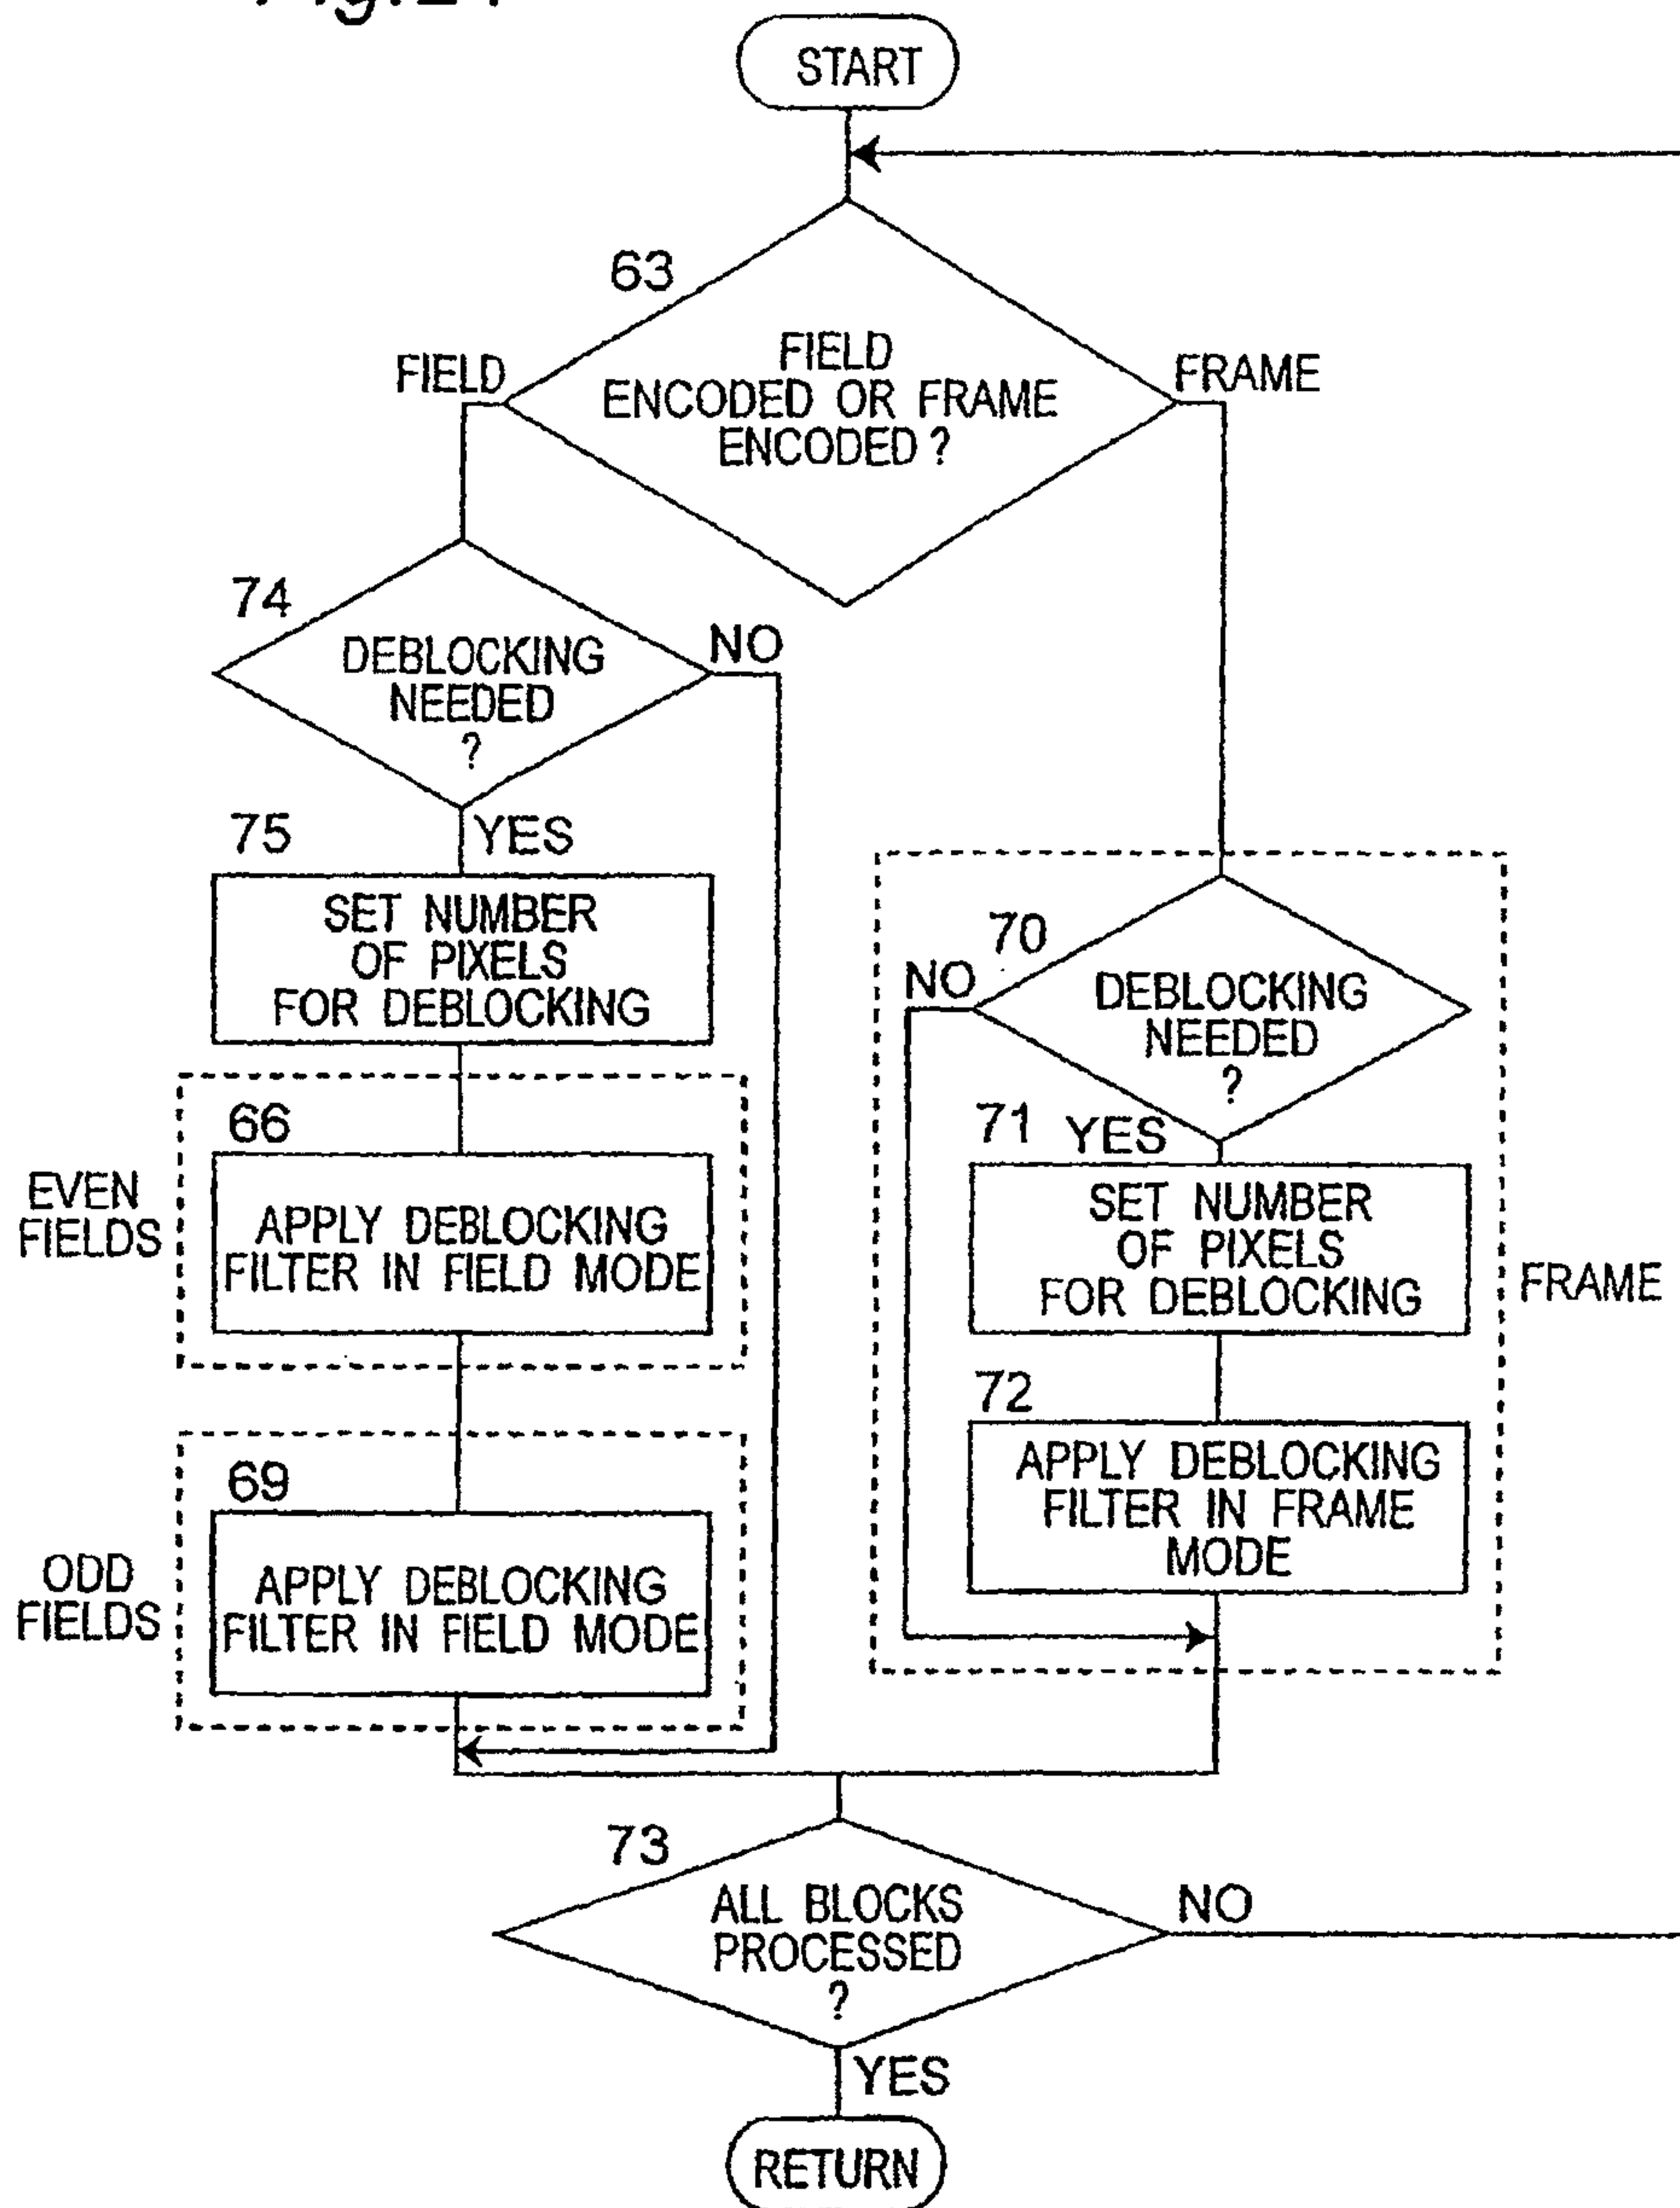 START
63
FIELD
ENCODED OR FRAME
ENCODED ?
FIELD
FRAME
74
DEBLOCKING
NEEDED
?
NO
YES
75
SET NUMBER
OF PIXELS
FOR DEBLOCKING
EVEN
FIELDS
66
APPLY DEBLOCKING
FILTER IN FIELD MODE
ODD
FIELDS
69
APPLY DEBLOCKING
FILTER IN FIELD MODE
70
NO
DEBLOCKING
NEEDED
?
71
YES
SET NUMBER
OF PIXELS
FOR DEBLOCKING
FRAME
72
APPLY DEBLOCKING
FILTER IN FRAME
MODE
73
ALL BLOCKS
PROCESSED
?
NO
YES
RETURN